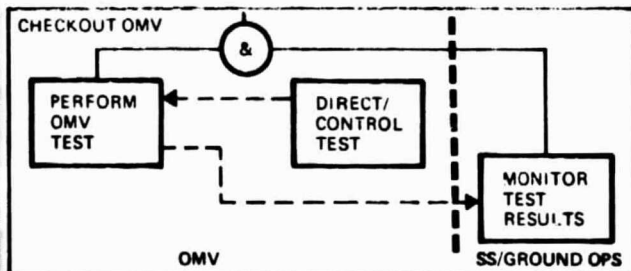 CHECKOUT OMV
&
PERFORM
OMV
TEST
DIRECT/
CONTROL
TEST
MONITOR
TEST
RESULTS
OMV
SS/GROUND OPS